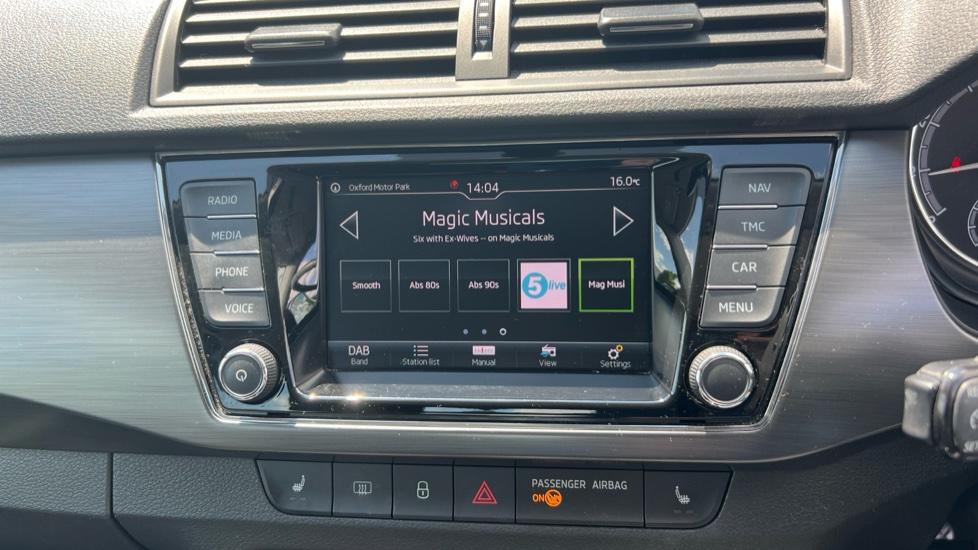 RADIO
MEDIA
PHONE
VOICE
Oxford Motor Park
14:04
16.0°C
Magic Musicals
Six with Ex-Wives -- on Magic Musicals
Smooth
Abs 80s
Abs 90s
5 live
Mag Musi
DAB
Band
Station list
Manual
View
Settings
NAV
TMC
CAR
MENU
PASSENGER AIRBAG
ON